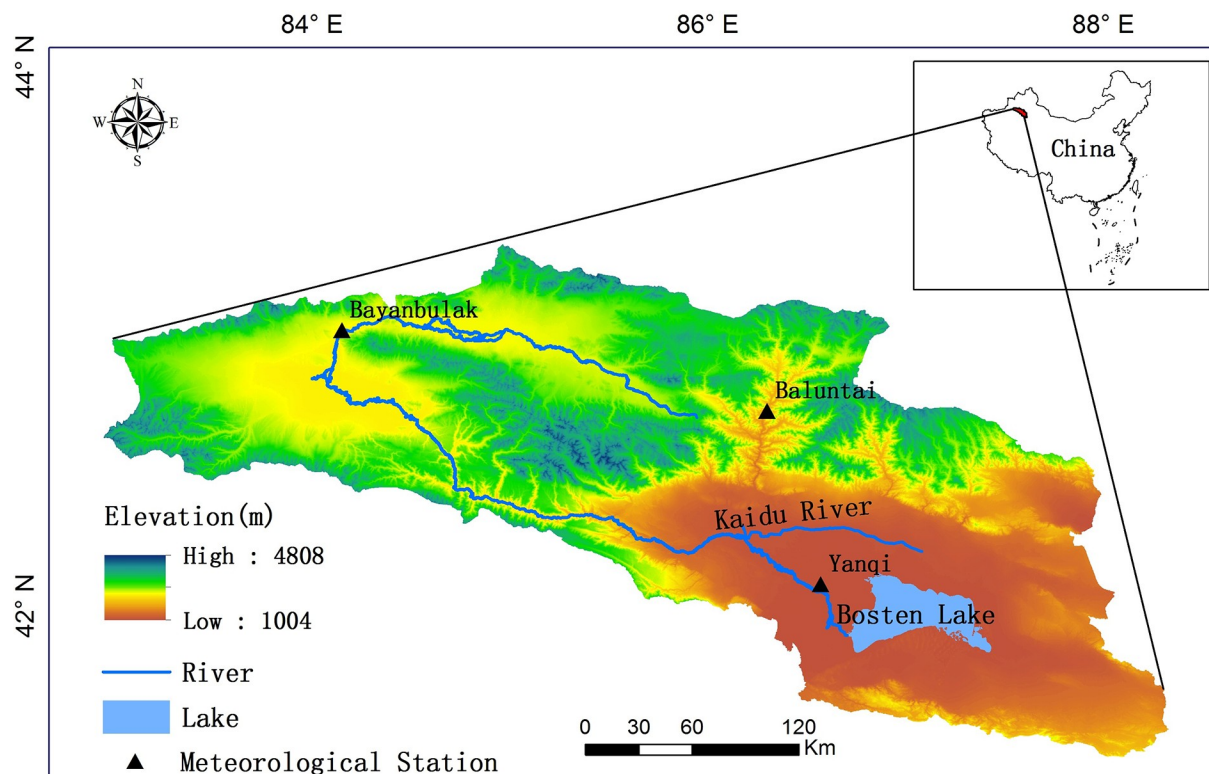 84° E
86° E
88° E
44° N
42° N
N
W
E
S
China
Bayanbulak
Baluntai
Kaidu River
Yanqi
Bosten Lake
Elevation(m)
High : 4808
Low : 1004
River
Lake
Meteorological Station
0 30 60 120
Km